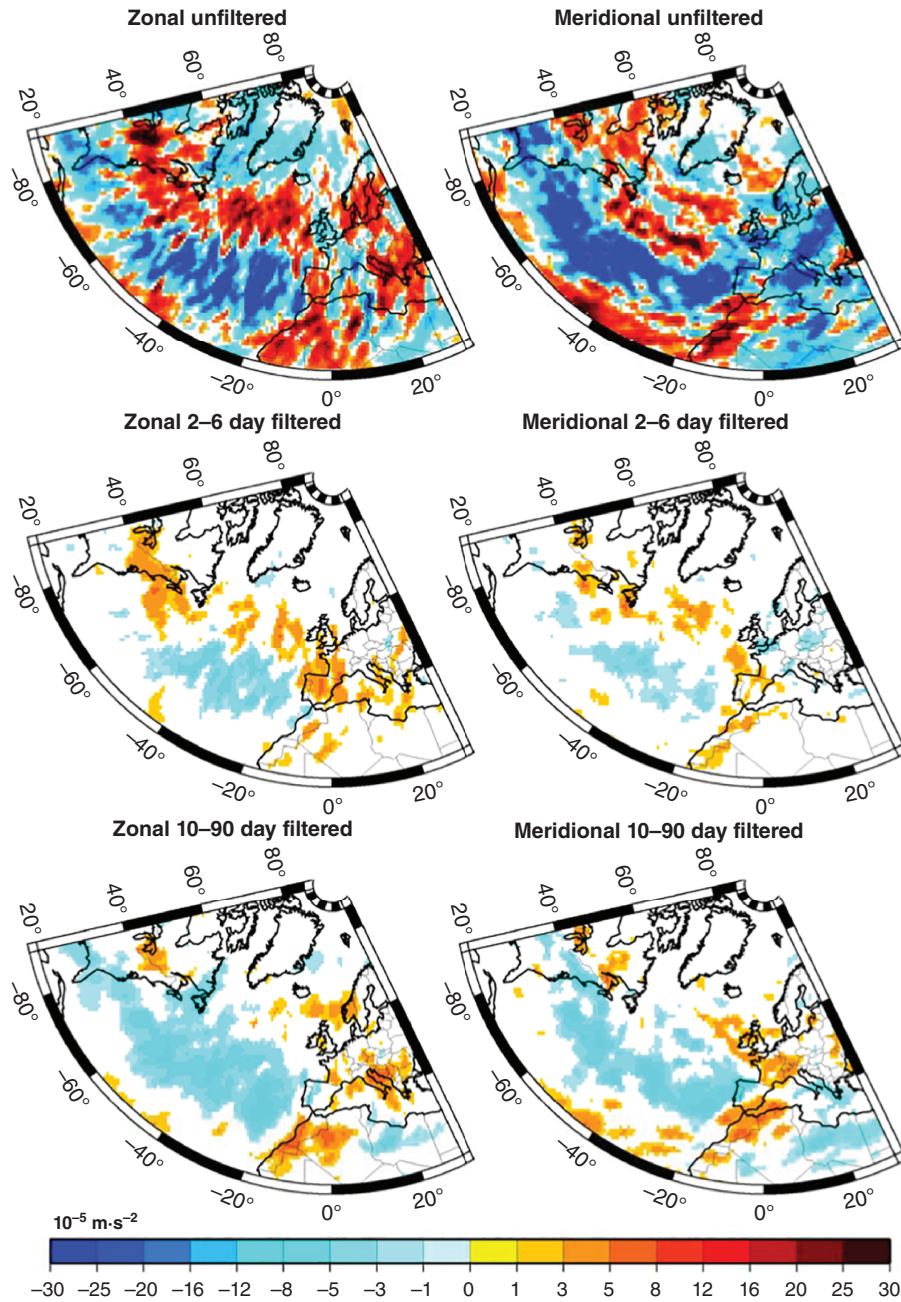 Zonal unfiltered Meridional unfiltered
80° 80°
60° 60°
40° 40°
20° 20°
−80° −80°
−60° −60°
−40° −40°
−20° 0° 20° −20° 0° 20°
Zonal 2–6 day filtered Meridional 2–6 day filtered
80° 80°
60° 60°
40° 40°
20° 20°
−80° −80°
−60° −60°
−40° −40°
−20° 0° 20° −20° 0° 20°
Zonal 10–90 day filtered Meridional 10–90 day filtered
80° 80°
60° 60°
40° 40°
20° 20°
−80° −80°
−60° −60°
−40° −40°
−20° 0° 20° −20° 0° 20°
10⁻⁵ m·s⁻²
−30 −25 −20 −16 −12 −8 −5 −3 −1 0 1 3 5 8 12 16 20 25 30